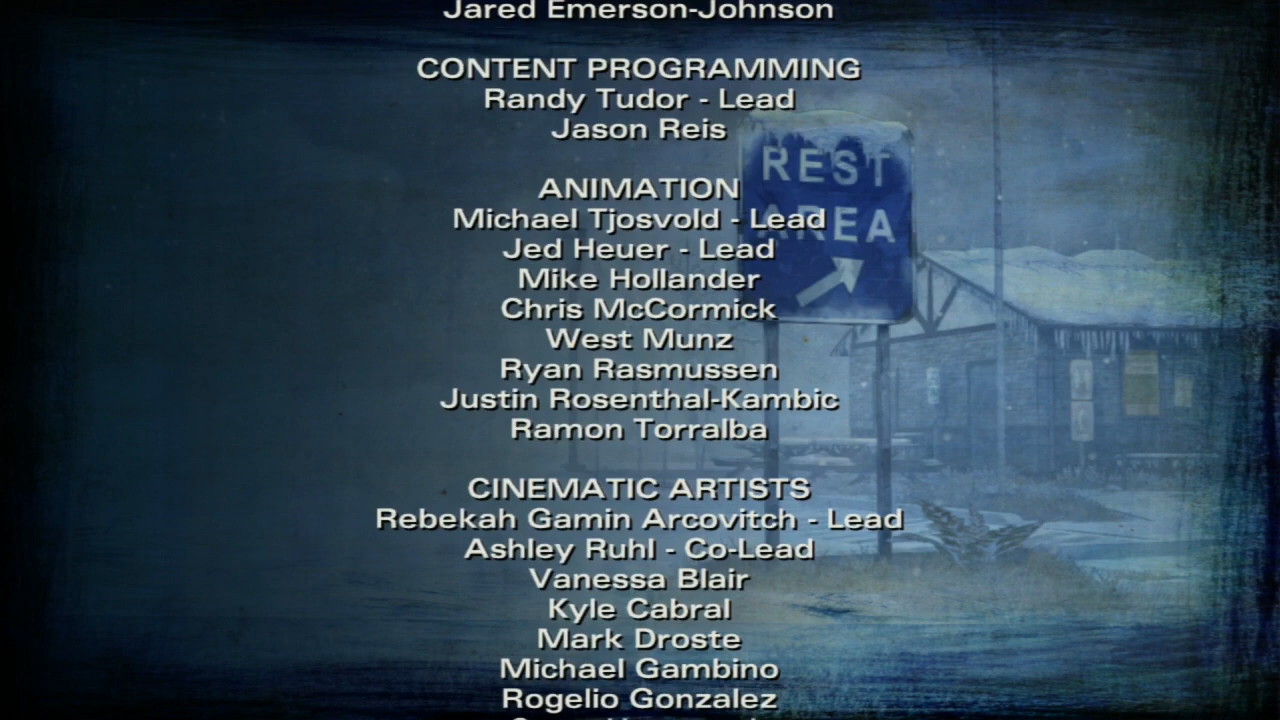 Jared Emerson-Johnson
CONTENT PROGRAMMING
Randy Tudor - Lead
Jason Reis
ANIMATION
Michael Tjosvold - Lead
Jed Heuer - Lead
Mike Hollander
Chris McCormick
West Munz
Ryan Rasmussen
Justin Rosenthal-Kambic
Ramon Torralba
CINEMATIC ARTISTS
Rebekah Gamin Arcovitch - Lead
Ashley Ruhl - Co-Lead
Vanessa Blair
Kyle Cabral
Mark Droste
Michael Gambino
Rogelio Gonzalez
REST
AREA